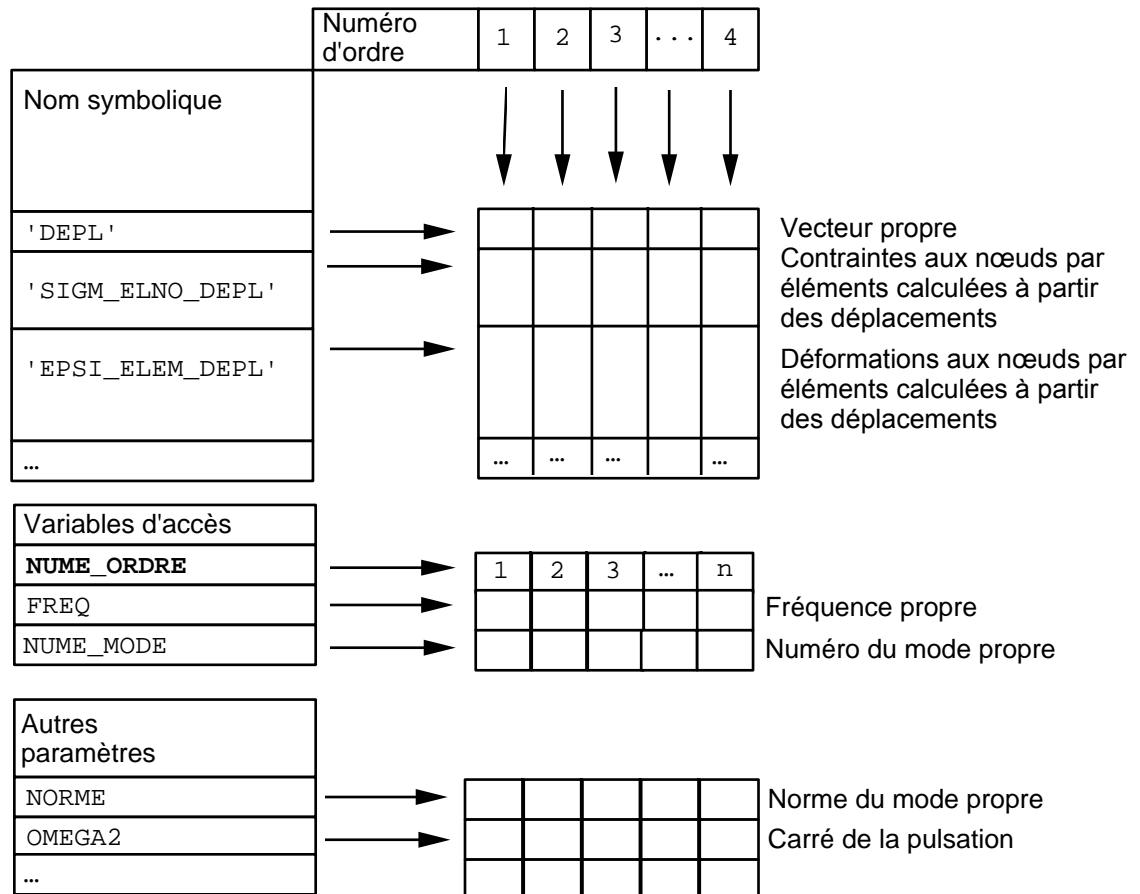 Numéro
d'ordre
1 2 3 ... 4
Nom symbolique
'DEPL'
Vecteur propre
'SIGM_ELNO_DEPL'
Contraintes aux nœuds par
éléments calculées à partir
des déplacements
'EPSI_ELEM_DEPL'
Déformations aux nœuds par
éléments calculées à partir
des déplacements
…
… … … …
Variables d'accès
NUME_ORDRE
1 2 3 … n
FREQ
Fréquence propre
NUME_MODE
Numéro du mode propre
Autres
paramètres
NORME
Norme du mode propre
OMEGA2
Carré de la pulsation
…